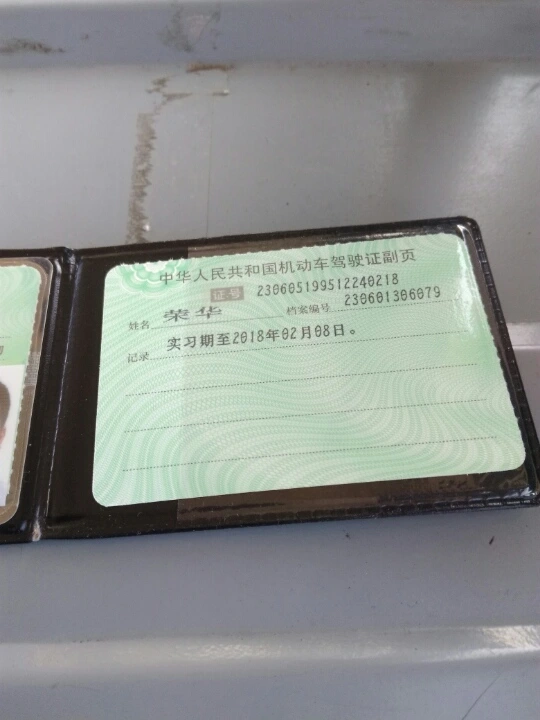 中华人民共和国机动车驾驶证副页
证号 230605199512240218
姓名 荣华 档案编号 230601306079
记录 实习期至2018年02月08日。